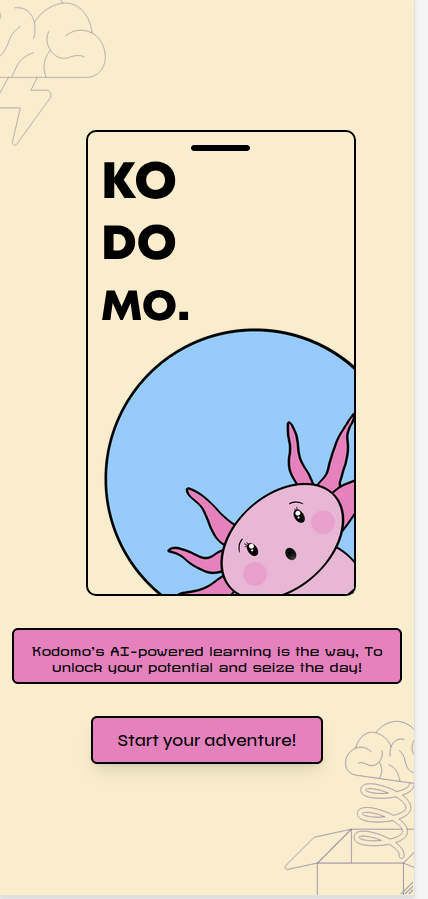 KO
DO
MO.
Kodomo's AI-powered learning is the way, To
unlock your potential and seize the day!
Start your adventure!